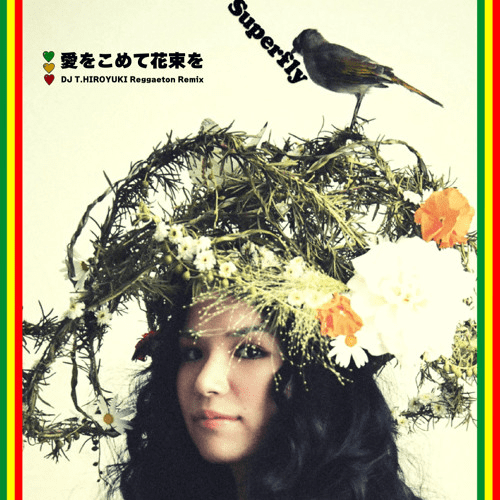 Superfly
愛をこめて花束を
DJ T.HIROYUKI Reggaeton Remix